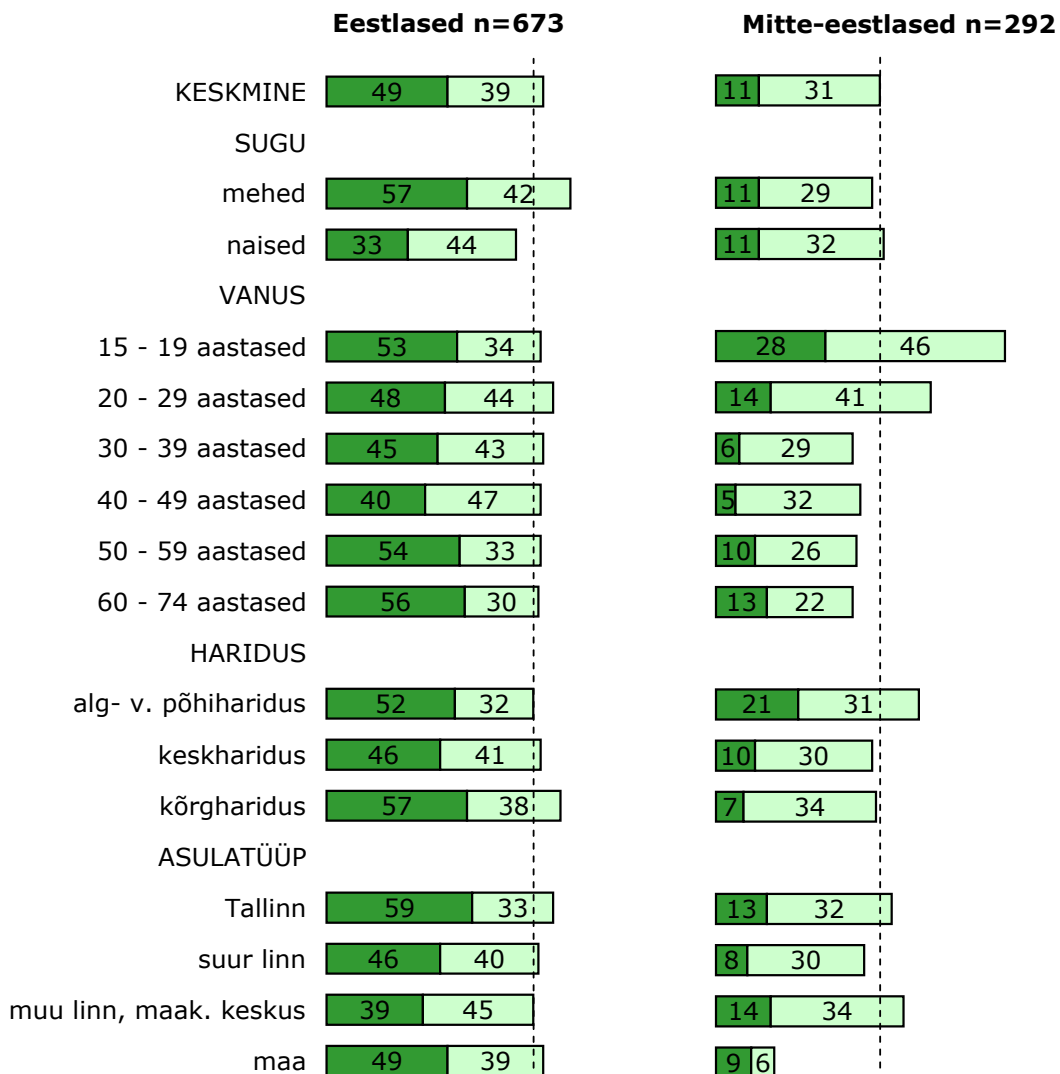 Eestlased n=673 Mitte-eestlased n=292
KESKMINE 49 39 11 31
SUGU
mehed 57 42 11 29
naised 33 44 11 32
VANUS
15 - 19 aastased 53 34 28 46
20 - 29 aastased 48 44 14 41
30 - 39 aastased 45 43 6 29
40 - 49 aastased 40 47 5 32
50 - 59 aastased 54 33 10 26
60 - 74 aastased 56 30 13 22
HARIDUS
alg- v. põhiharidus 52 32 21 31
keskharidus 46 41 10 30
kõrgharidus 57 38 7 34
ASULATÜÜP
Tallinn 59 33 13 32
suur linn 46 40 8 30
muu linn, maak. keskus 39 45 14 34
maa 49 39 9 6